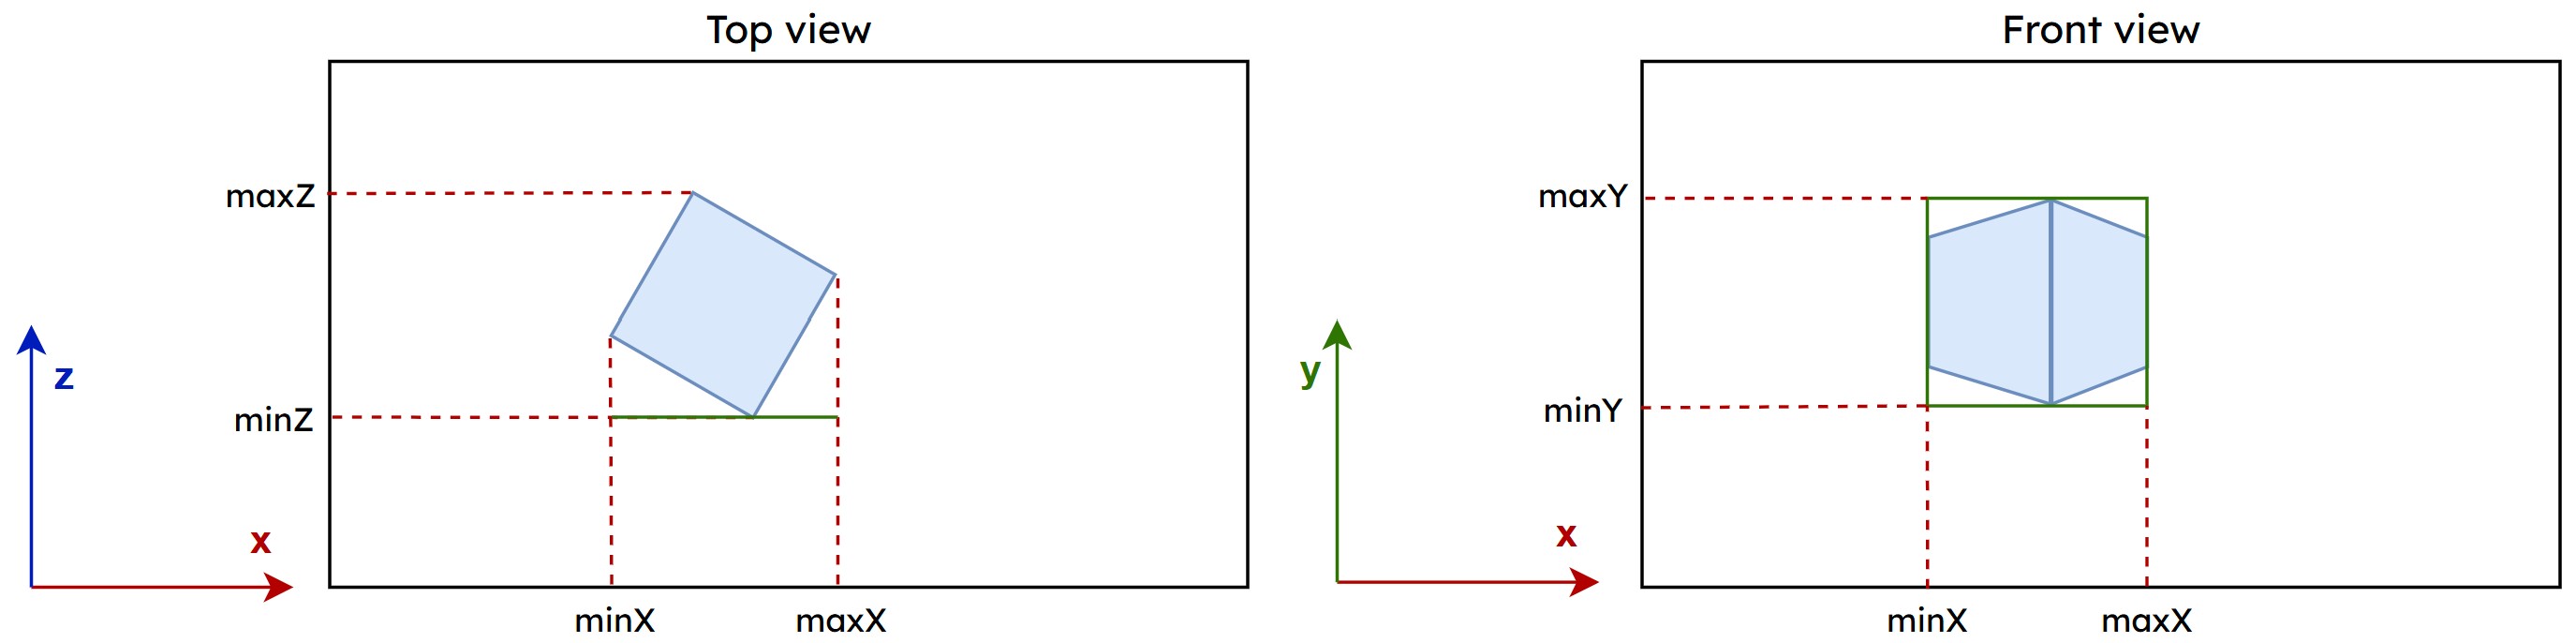 Top view
maxZ
minZ
z
x
minX
maxX
Front view
maxY
minY
y
x
minX
maxX